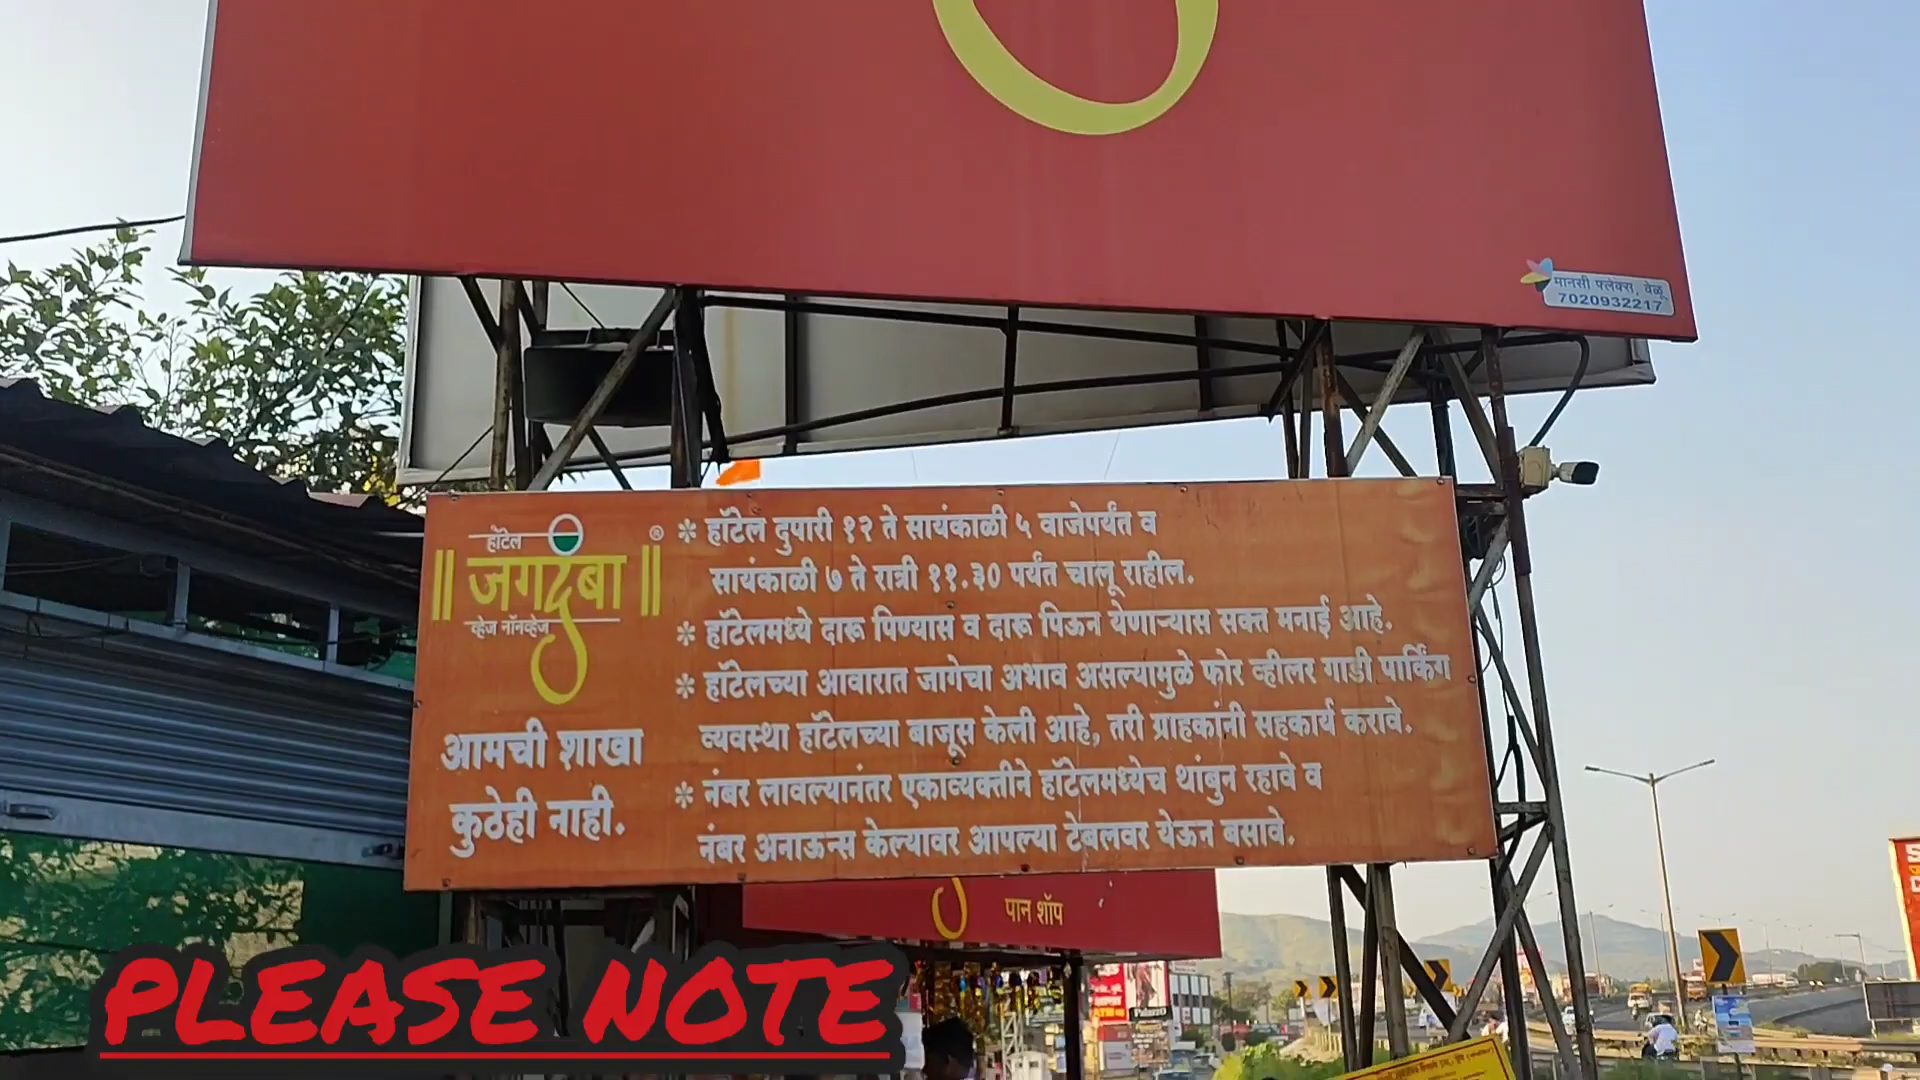 मानसी फ्लेक्स, वेळू
7020932217
हॉटेल
॥ जगदंबा ॥ ®
व्हेज नॉनव्हेज
आमची शाखा
कुठेही नाही.
* हॉटेल दुपारी १२ ते सायंकाळी ५ वाजेपर्यंत व
सायंकाळी ७ ते रात्री ११.३० पर्यंत चालू राहील.
* हॉटेलमध्ये दारू पिण्यास व दारू पिऊन येणाऱ्यास सक्त मनाई आहे.
* हॉटेलच्या आवारात जागेचा अभाव असल्यामुळे फोर व्हीलर गाडी पार्किंग
व्यवस्था हॉटेलच्या बाजूस केली आहे, तरी ग्राहकांनी सहकार्य करावे.
* नंबर लावल्यानंतर एकाव्यक्तीने हॉटेलमध्येच थांबुन रहावे व
नंबर अनाऊन्स केल्यावर आपल्या टेबलवर येऊन बसावे.
पान शॉप
PLEASE NOTE